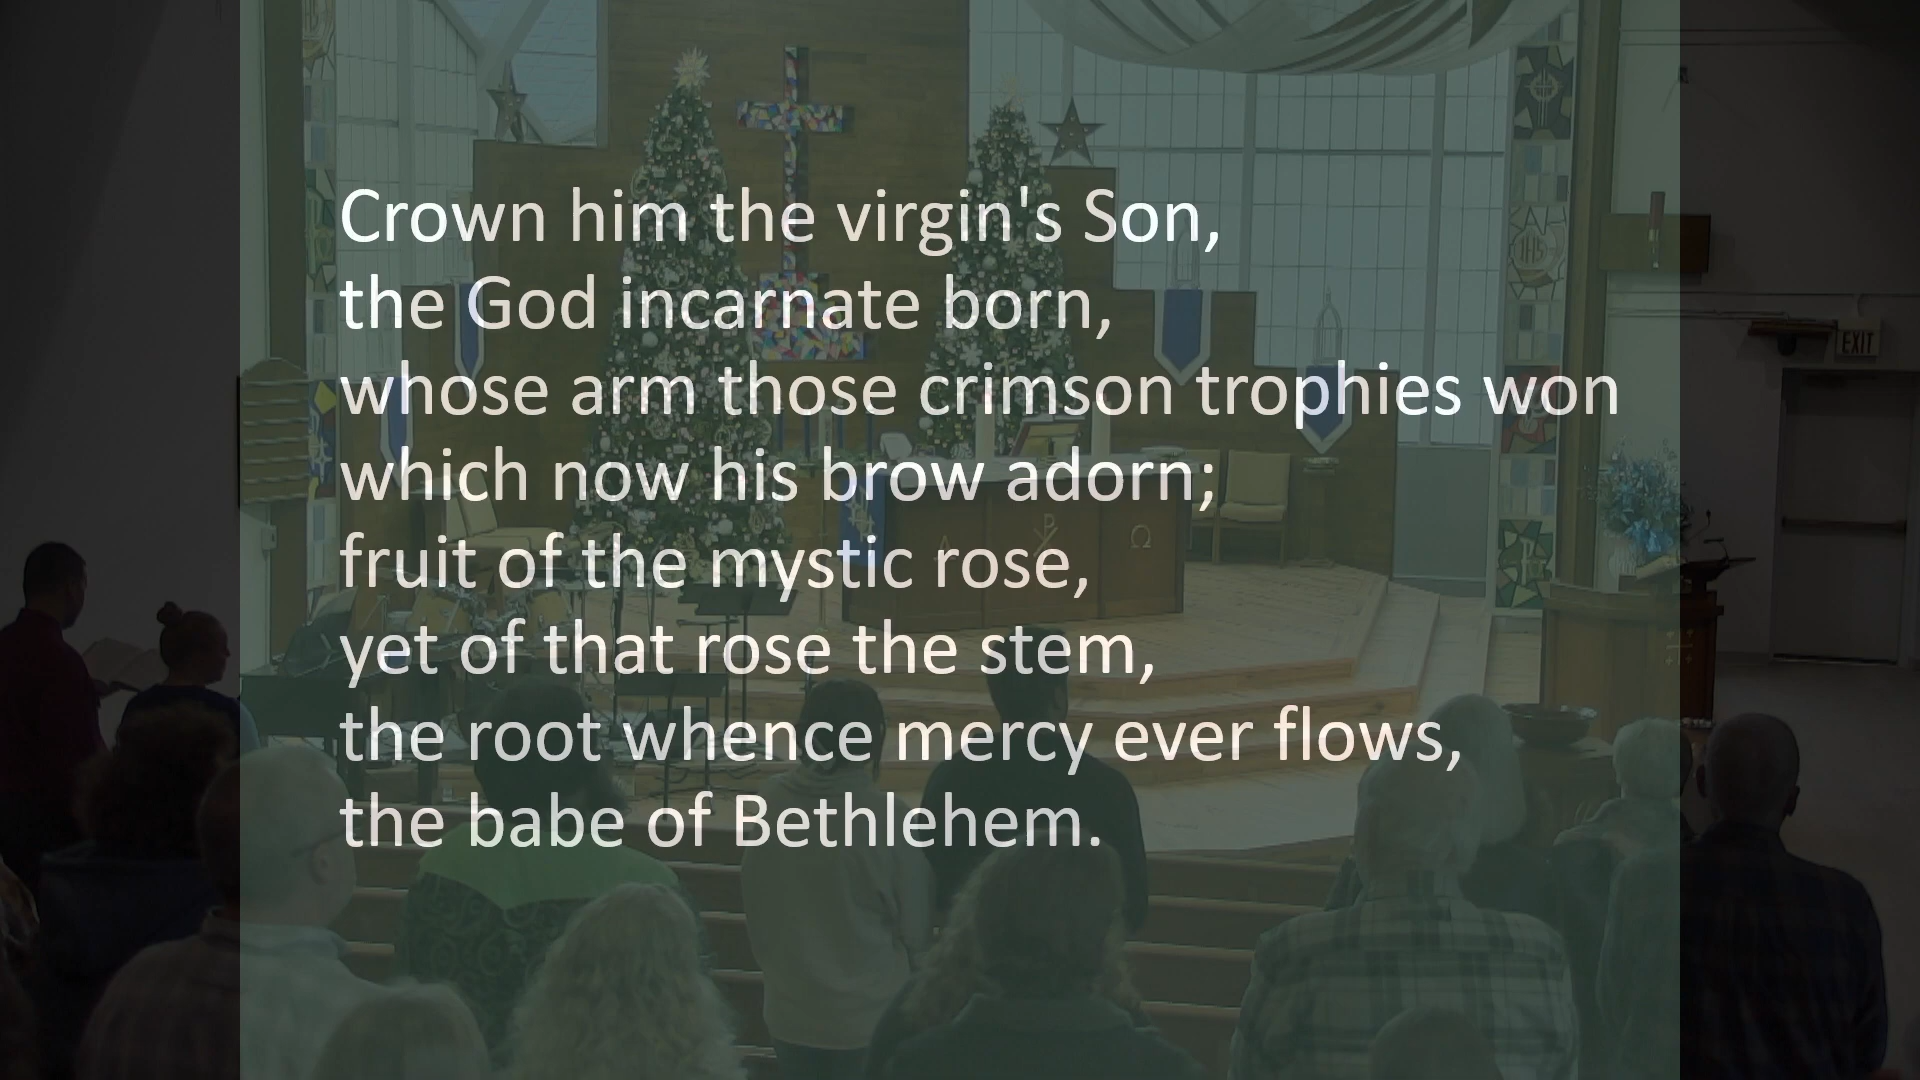 Crown him the virgin's Son,
the God incarnate born,
whose arm those crimson trophies won
which now his brow adorn;
fruit of the mystic rose,
yet of that rose the stem,
the root whence mercy ever flows,
the babe of Bethlehem.
EXIT
IHS
Α
Ω